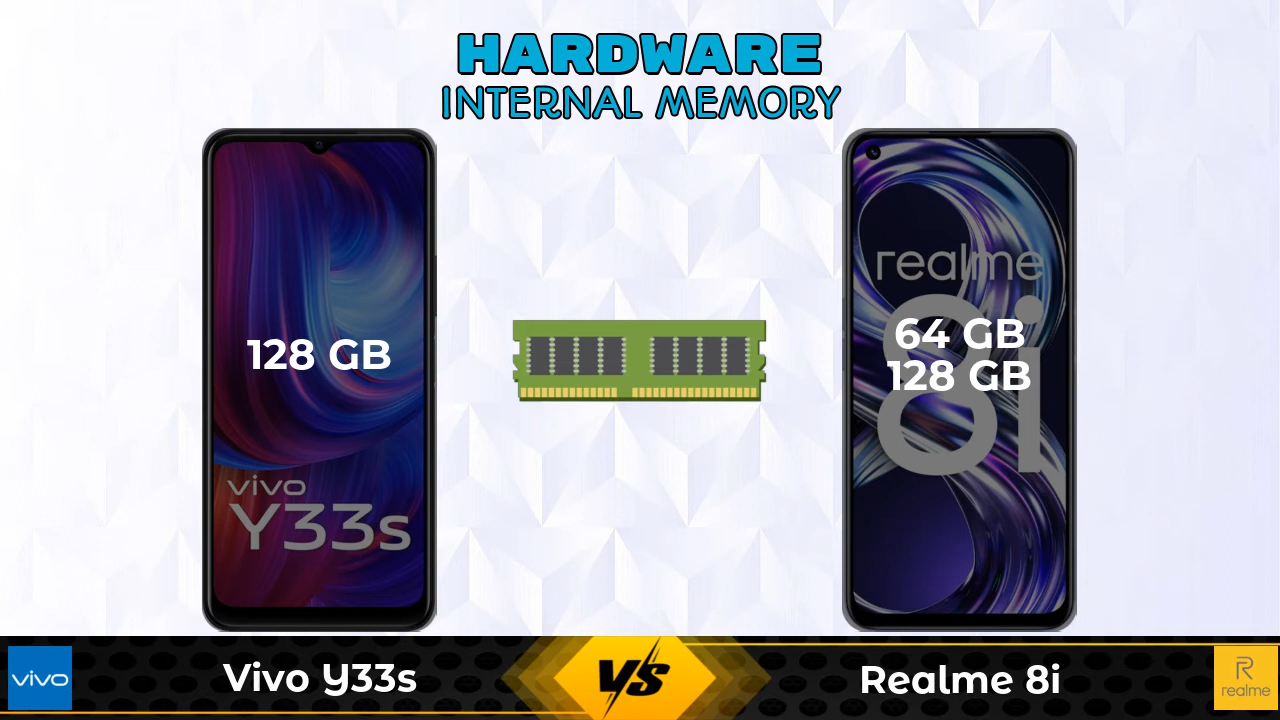 HARDWARE
INTERNAL MEMORY
128 GB
vivo
Y33s
realme
8i
64 GB
128 GB
vivo
Vivo Y33s
VS
Realme 8i
R
realme